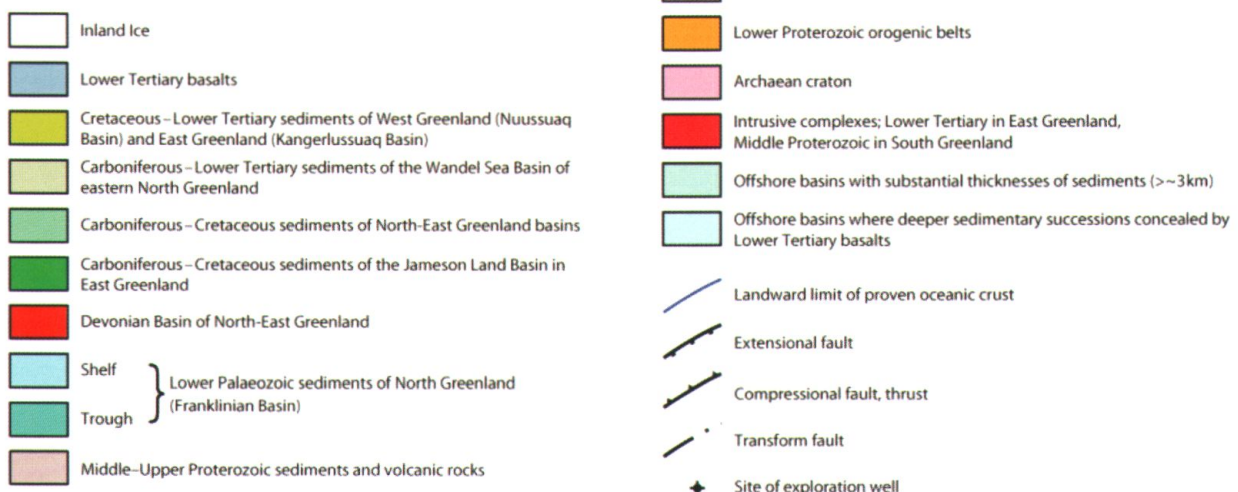 Inland Ice
Lower Tertiary basalts
Cretaceous–Lower Tertiary sediments of West Greenland (Nuussuaq
Basin) and East Greenland (Kangerlussuaq Basin)
Carboniferous–Lower Tertiary sediments of the Wandel Sea Basin of
eastern North Greenland
Carboniferous–Cretaceous sediments of North-East Greenland basins
Carboniferous–Cretaceous sediments of the Jameson Land Basin in
East Greenland
Devonian Basin of North-East Greenland
Shelf
Trough
Lower Palaeozoic sediments of North Greenland
(Franklinian Basin)
Middle–Upper Proterozoic sediments and volcanic rocks
Lower Proterozoic orogenic belts
Archaean craton
Intrusive complexes; Lower Tertiary in East Greenland,
Middle Proterozoic in South Greenland
Offshore basins with substantial thicknesses of sediments (>~3km)
Offshore basins where deeper sedimentary successions concealed by
Lower Tertiary basalts
Landward limit of proven oceanic crust
Extensional fault
Compressional fault, thrust
Transform fault
Site of exploration well